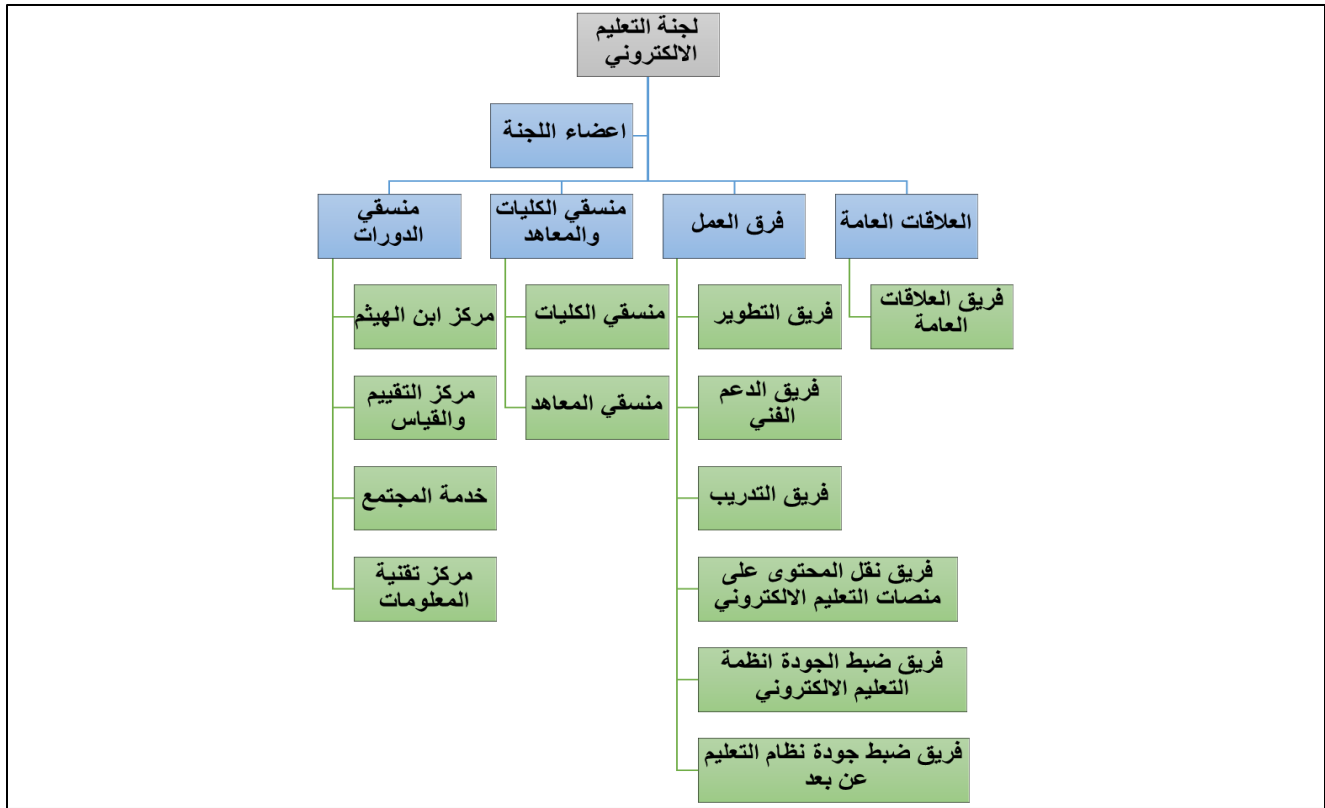 لجنة التعليم
الالكتروني
اعضاء اللجنة
العلاقات العامة
فريق العلاقات
العامة
فرق العمل
فريق التطوير
فريق الدعم
الفني
فريق التدريب
فريق نقل المحتوى على
منصات التعليم الالكتروني
فريق ضبط الجودة انظمة
التعليم الالكتروني
فريق ضبط جودة نظام التعليم
عن بعد
منسقي الكليات
والمعاهد
منسقي الكليات
منسقي المعاهد
منسقي
الدورات
مركز ابن الهيثم
مركز التقييم
والقياس
خدمة المجتمع
مركز تقنية
المعلومات